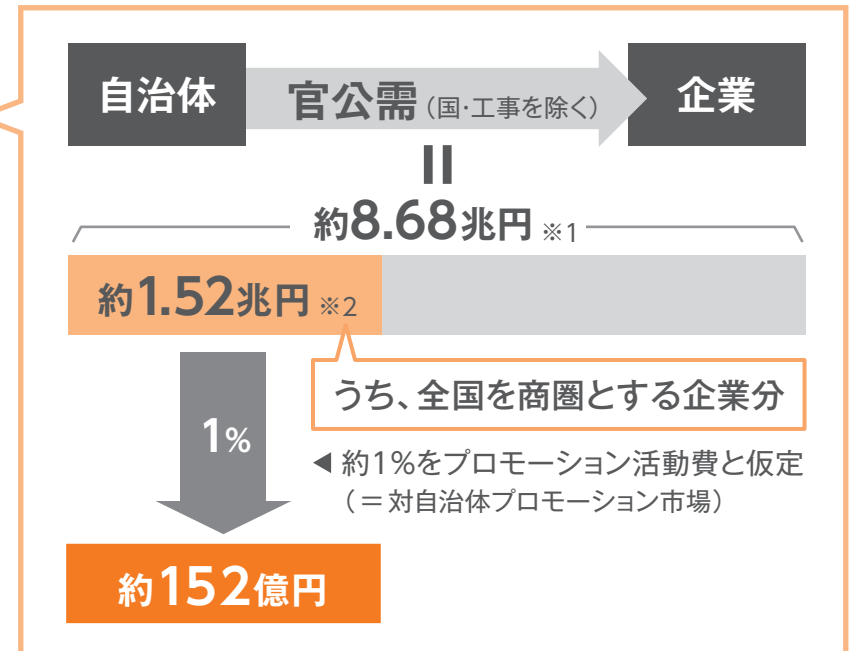 自治体 官公需(国・工事を除く) 企業
=
約8.68兆円 ※1
約1.52兆円 ※2
うち、全国を商圏とする企業分
1%
◀ 約1%をプロモーション活動費と仮定
(=対自治体プロモーション市場)
約152億円